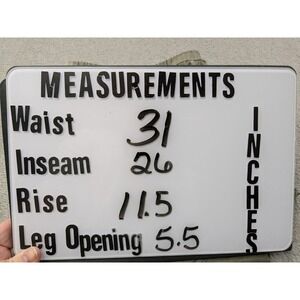 MEASUREMENTS
Waist 31
Inseam 26
Rise 11.5
Leg Opening 5.5
INCHES